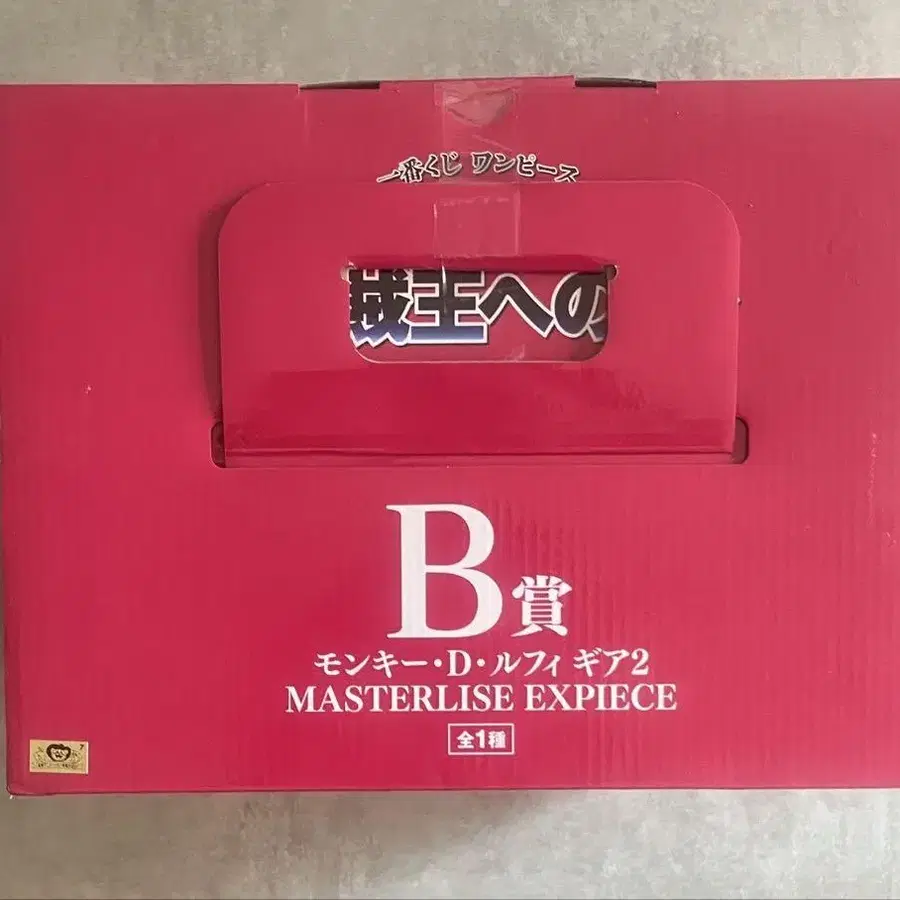 一番くじ ワンピース
賊王への
B賞
モンキー・D・ルフィ ギア2
MASTERLISE EXPIECE
全1種